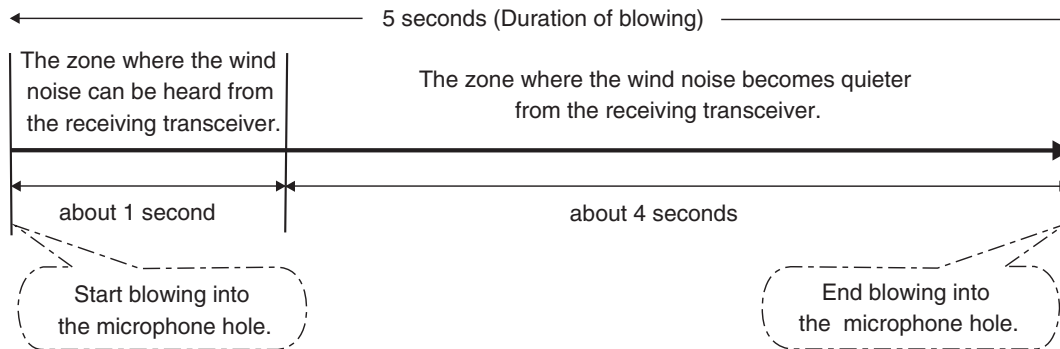 5 seconds (Duration of blowing)
The zone where the wind
noise can be heard from
the receiving transceiver.
The zone where the wind noise becomes quieter
from the receiving transceiver.
about 1 second
about 4 seconds
Start blowing into
the microphone hole.
End blowing into
the microphone hole.